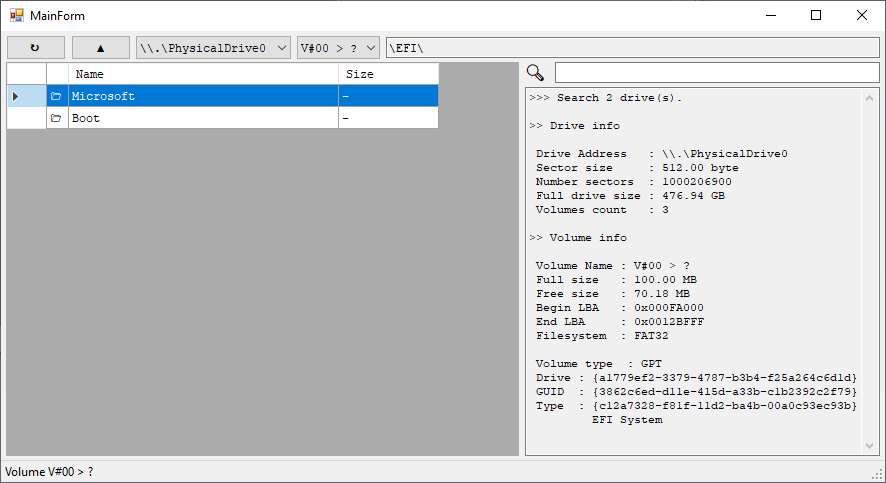 MainForm
↻ ▲ \\.\PhysicalDrive0 V#00 > ? \EFI\
Name Size
Microsoft –
Boot –
>>> Search 2 drive(s).
>> Drive info
Drive Address : \\.\PhysicalDrive0
Sector size : 512.00 byte
Number sectors : 1000206900
Full drive size : 476.94 GB
Volumes count : 3
>> Volume info
Volume Name : V#00 > ?
Full size : 100.00 MB
Free size : 70.18 MB
Begin LBA : 0x000FA000
End LBA : 0x0012BFFF
Filesystem : FAT32
Volume type : GPT
Drive : {a1779ef2-3379-4787-b3b4-f25a264c6d1d}
GUID : {3862c6ed-d11e-415d-a33b-c1b2392c2f79}
Type : {c12a7328-f81f-11d2-ba4b-00a0c93ec93b}
EFI System
Volume V#00 > ?